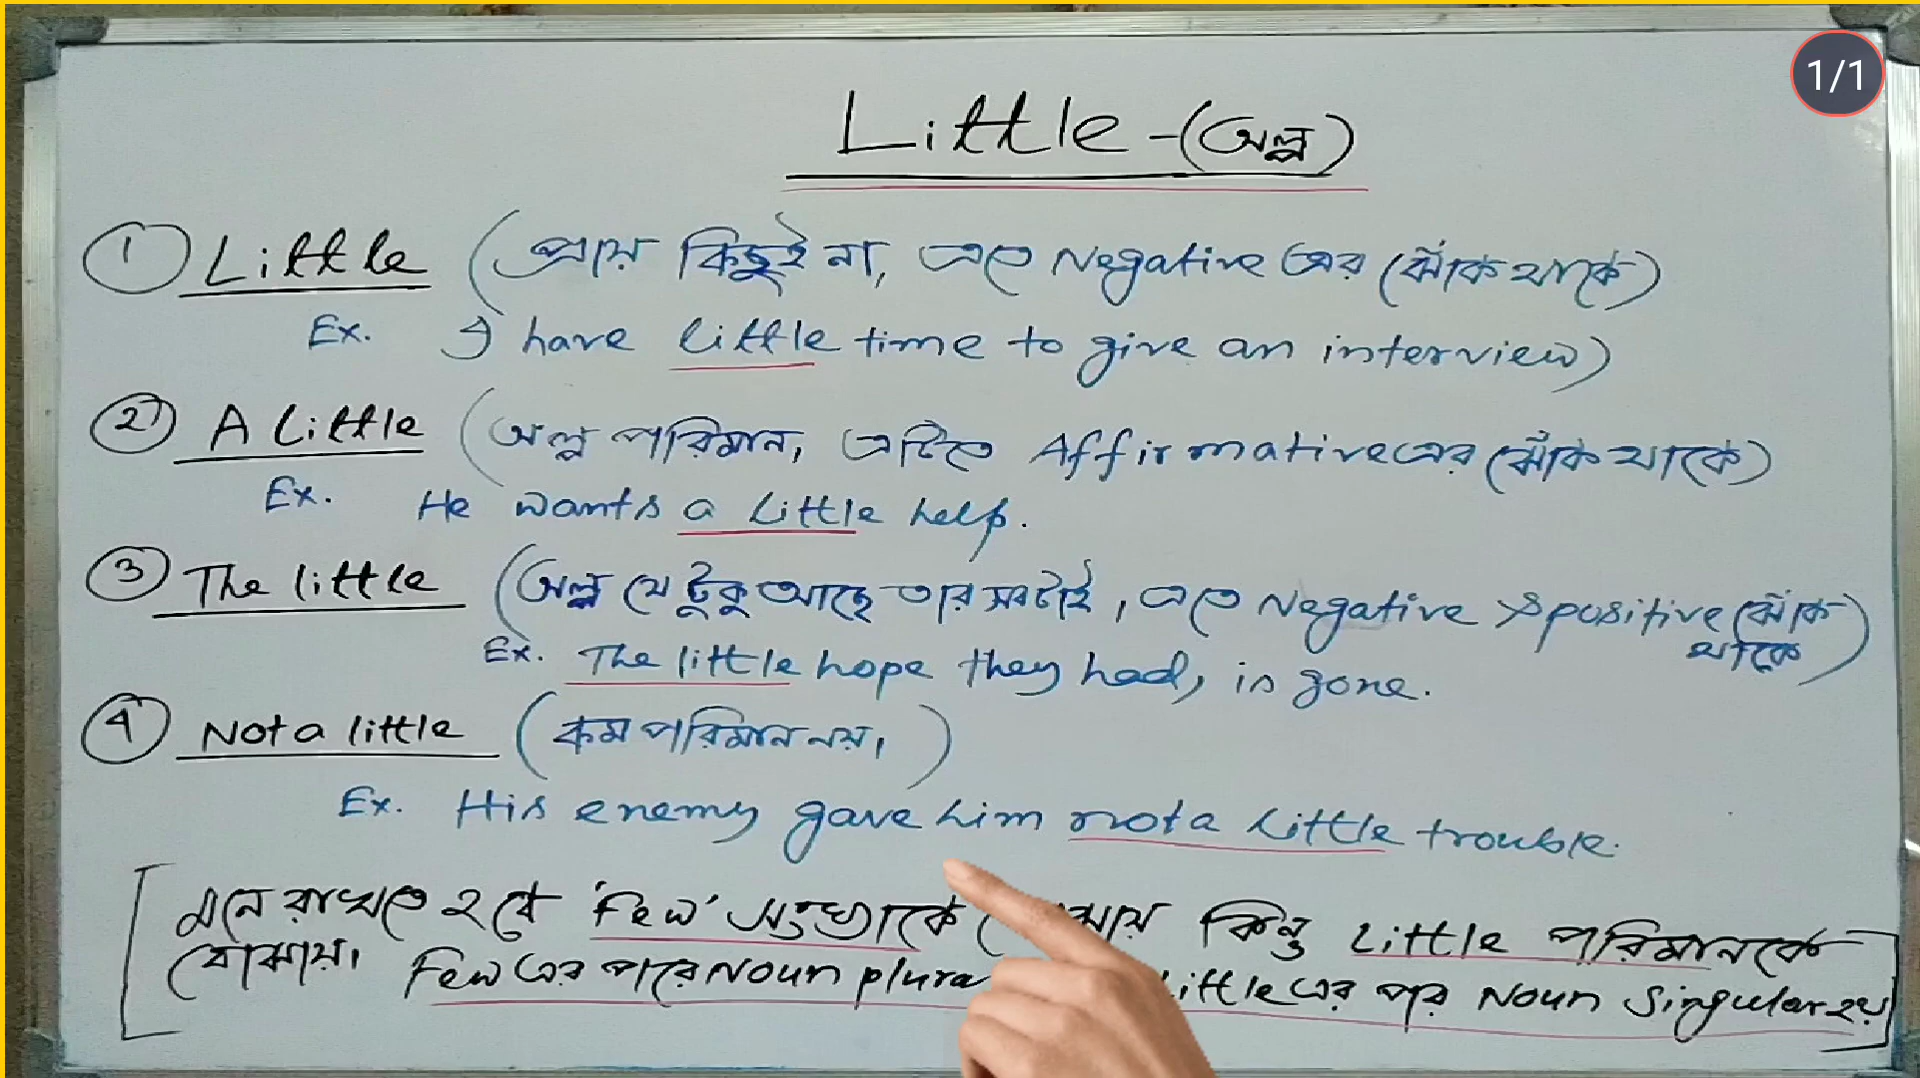 1/1
Little - (অল্প)
① Little (প্রায় কিছুই না, এতে Negative এর ঝোঁক থাকে)
Ex. I have little time to give an interview)
② A little (অল্প পরিমান, এটিতে Affirmative এর ঝোঁক থাকে)
Ex. He wants a little help.
③ The little (অল্প যে টুকু আছে তার সবটাই, এতে Negative ও positive ঝোঁক
থাকে)
Ex. The little hope they had, is gone.
④ Not a little (কম পরিমান নয়। )
Ex. His enemy gave him not a little trouble.
[মনে রাখতে হবে 'Few' কিন্তু Little পরিমানকে
বোঝায়। Few এর পরে Noun plura Little এর পর Noun Singular হয়]